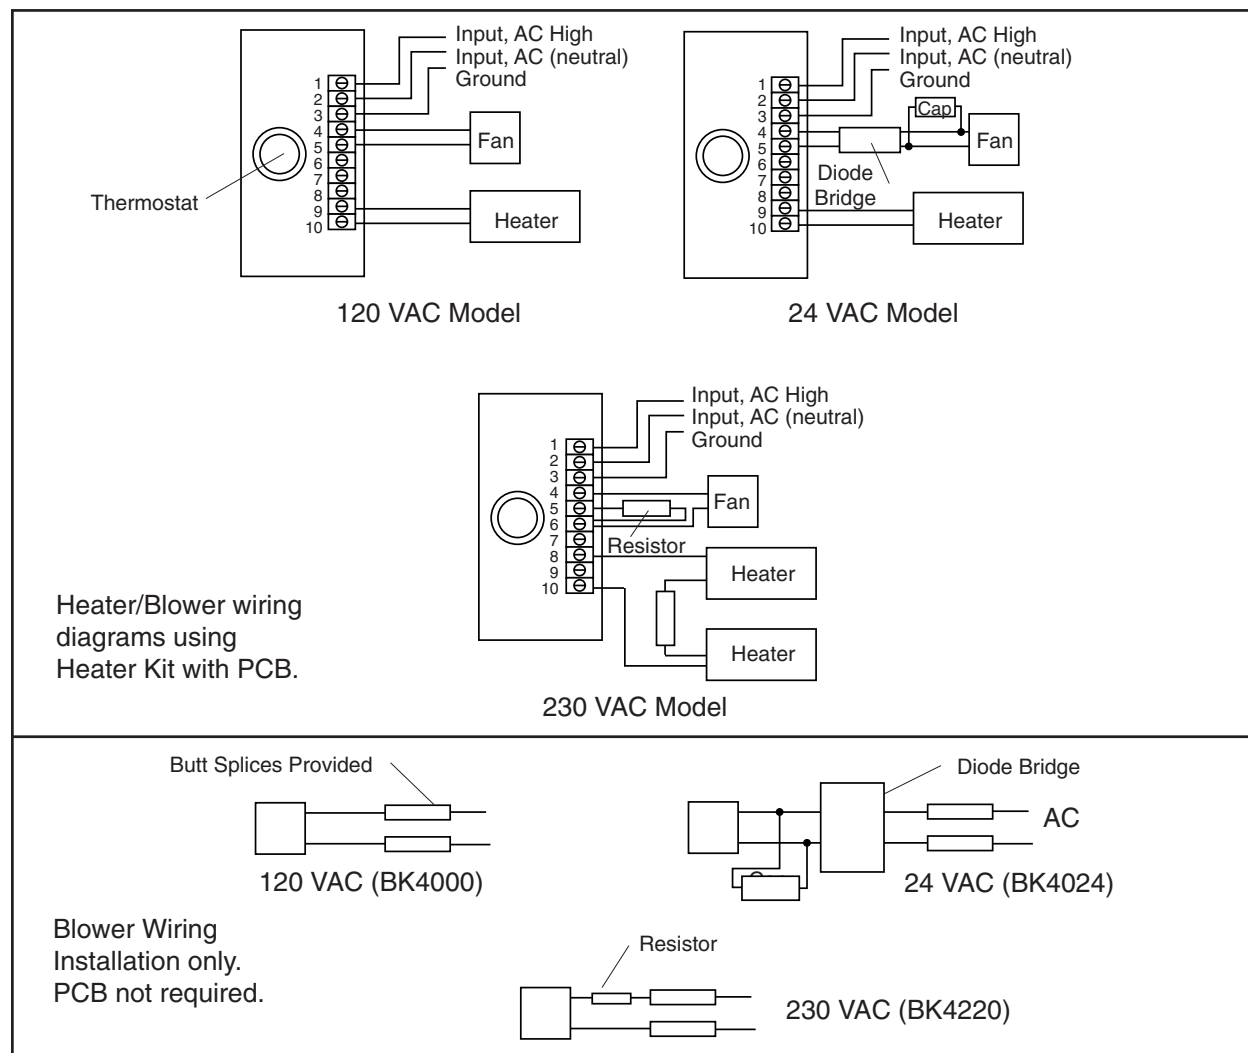 Input, AC High
Input, AC (neutral)
Ground
1
2
3
4
5
6
7
8
9
10
Fan
Thermostat
Heater
120 VAC Model
Input, AC High
Input, AC (neutral)
Ground
1
2
3
4
5
6
7
8
9
10
Cap
Fan
Diode
Bridge
Heater
24 VAC Model
Input, AC High
Input, AC (neutral)
Ground
1
2
3
4
5
6
7
8
9
10
Fan
Resistor
Heater
Heater
230 VAC Model
Heater/Blower wiring
diagrams using
Heater Kit with PCB.
Butt Splices Provided
120 VAC (BK4000)
Diode Bridge
AC
24 VAC (BK4024)
Blower Wiring
Installation only.
PCB not required.
Resistor
230 VAC (BK4220)